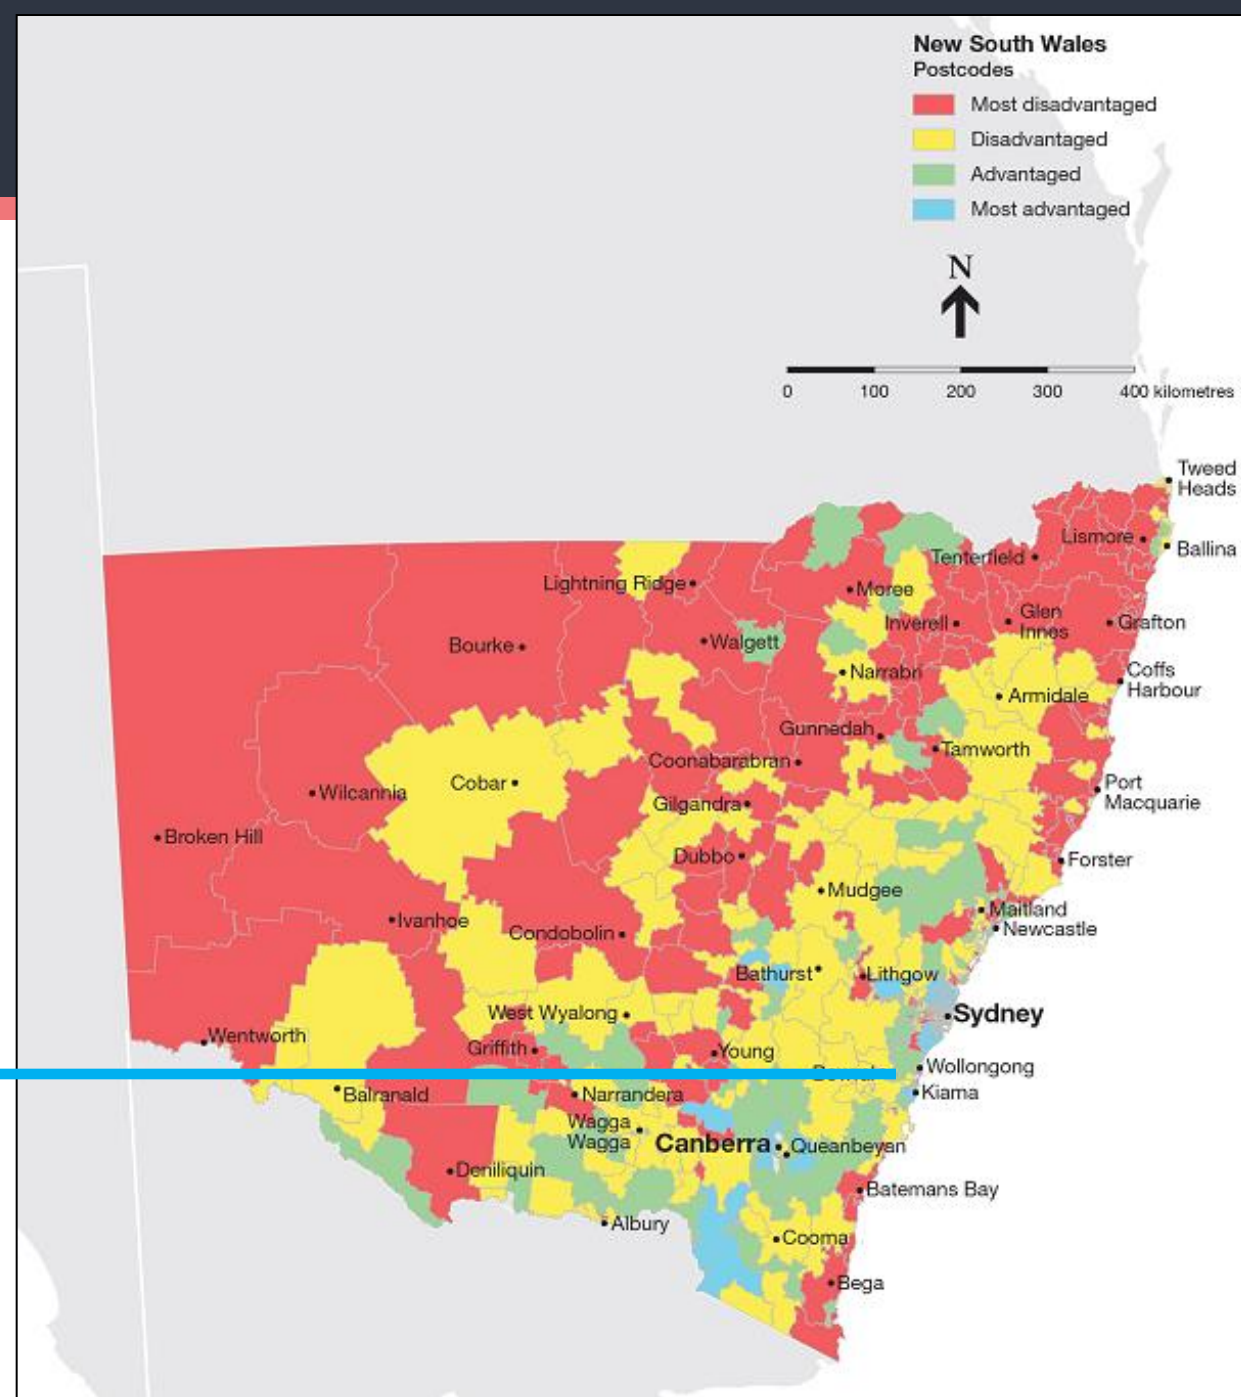 New South Wales
Postcodes
Most disadvantaged
Disadvantaged
Advantaged
Most advantaged
N
0 100 200 300 400 kilometres
Tweed
Heads
Lismore
Ballina
Tenterfield
Lightning Ridge
Moree
Glen
Innes
Inverell
Grafton
Bourke
Walgett
Narrabri
Coffs
Harbour
Armidale
Gunnedah
Tamworth
Coonabarabran
Cobar
Wilcannia
Port
Macquarie
Gilgandra
Broken Hill
Dubbo
Forster
Mudgee
Maitland
Ivanhoe
Newcastle
Condobolin
Bathurst
Lithgow
West Wyalong
Sydney
Wentworth
Griffith
Young
Wollongong
Balranald
Narrandera
Kiama
Wagga
Wagga
Canberra
Queanbeyan
Deniliquin
Batemans Bay
Albury
Cooma
Bega